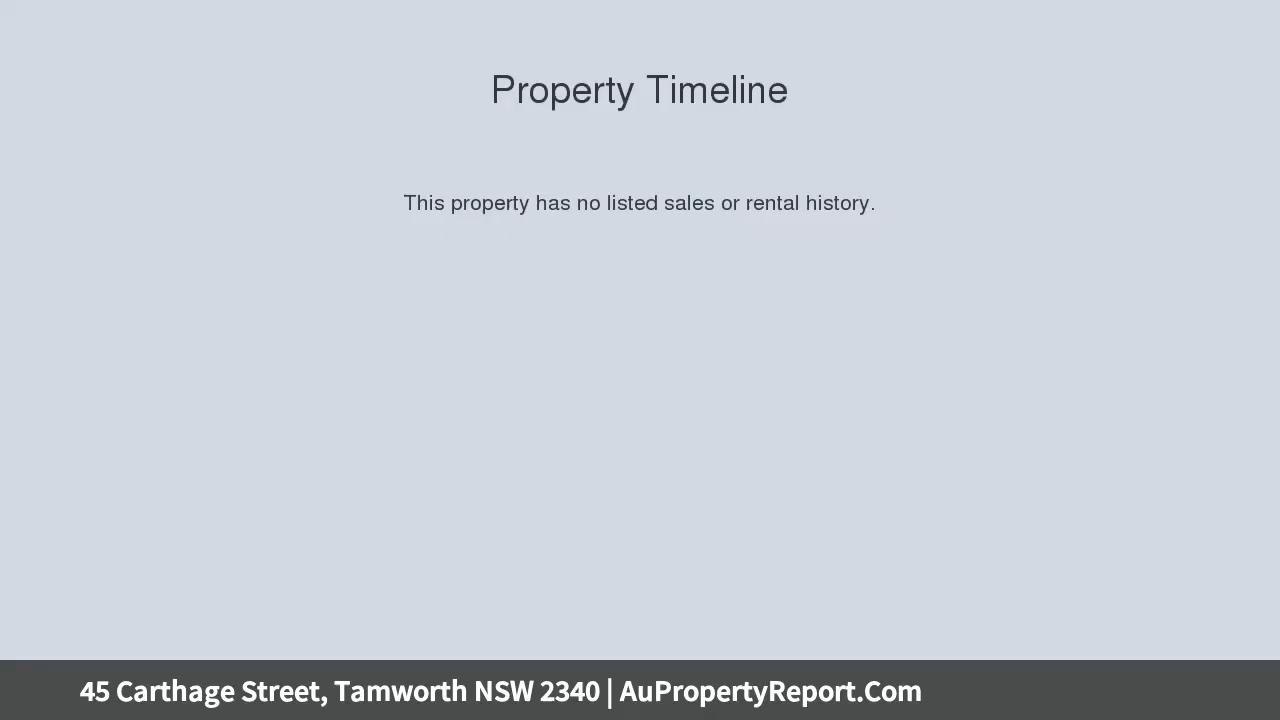 Property Timeline
This property has no listed sales or rental history.
45 Carthage Street, Tamworth NSW 2340 | AuPropertyReport.Com